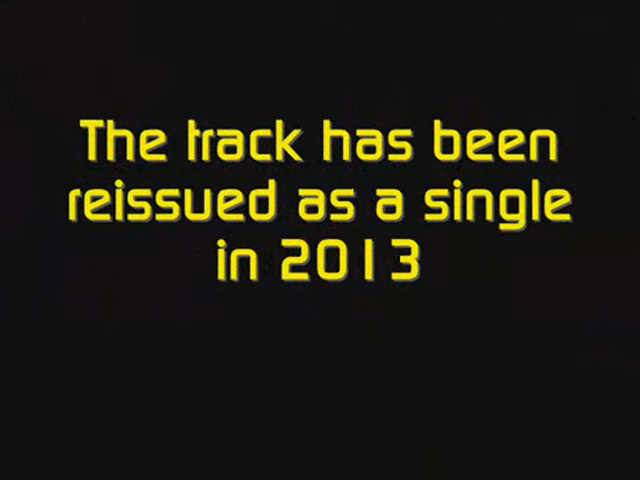 The track has been
reissued as a single
in 2013